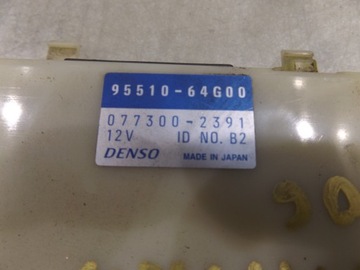 95510-64G00
077300-2391
12V ID NO. B2
DENSO MADE IN JAPAN